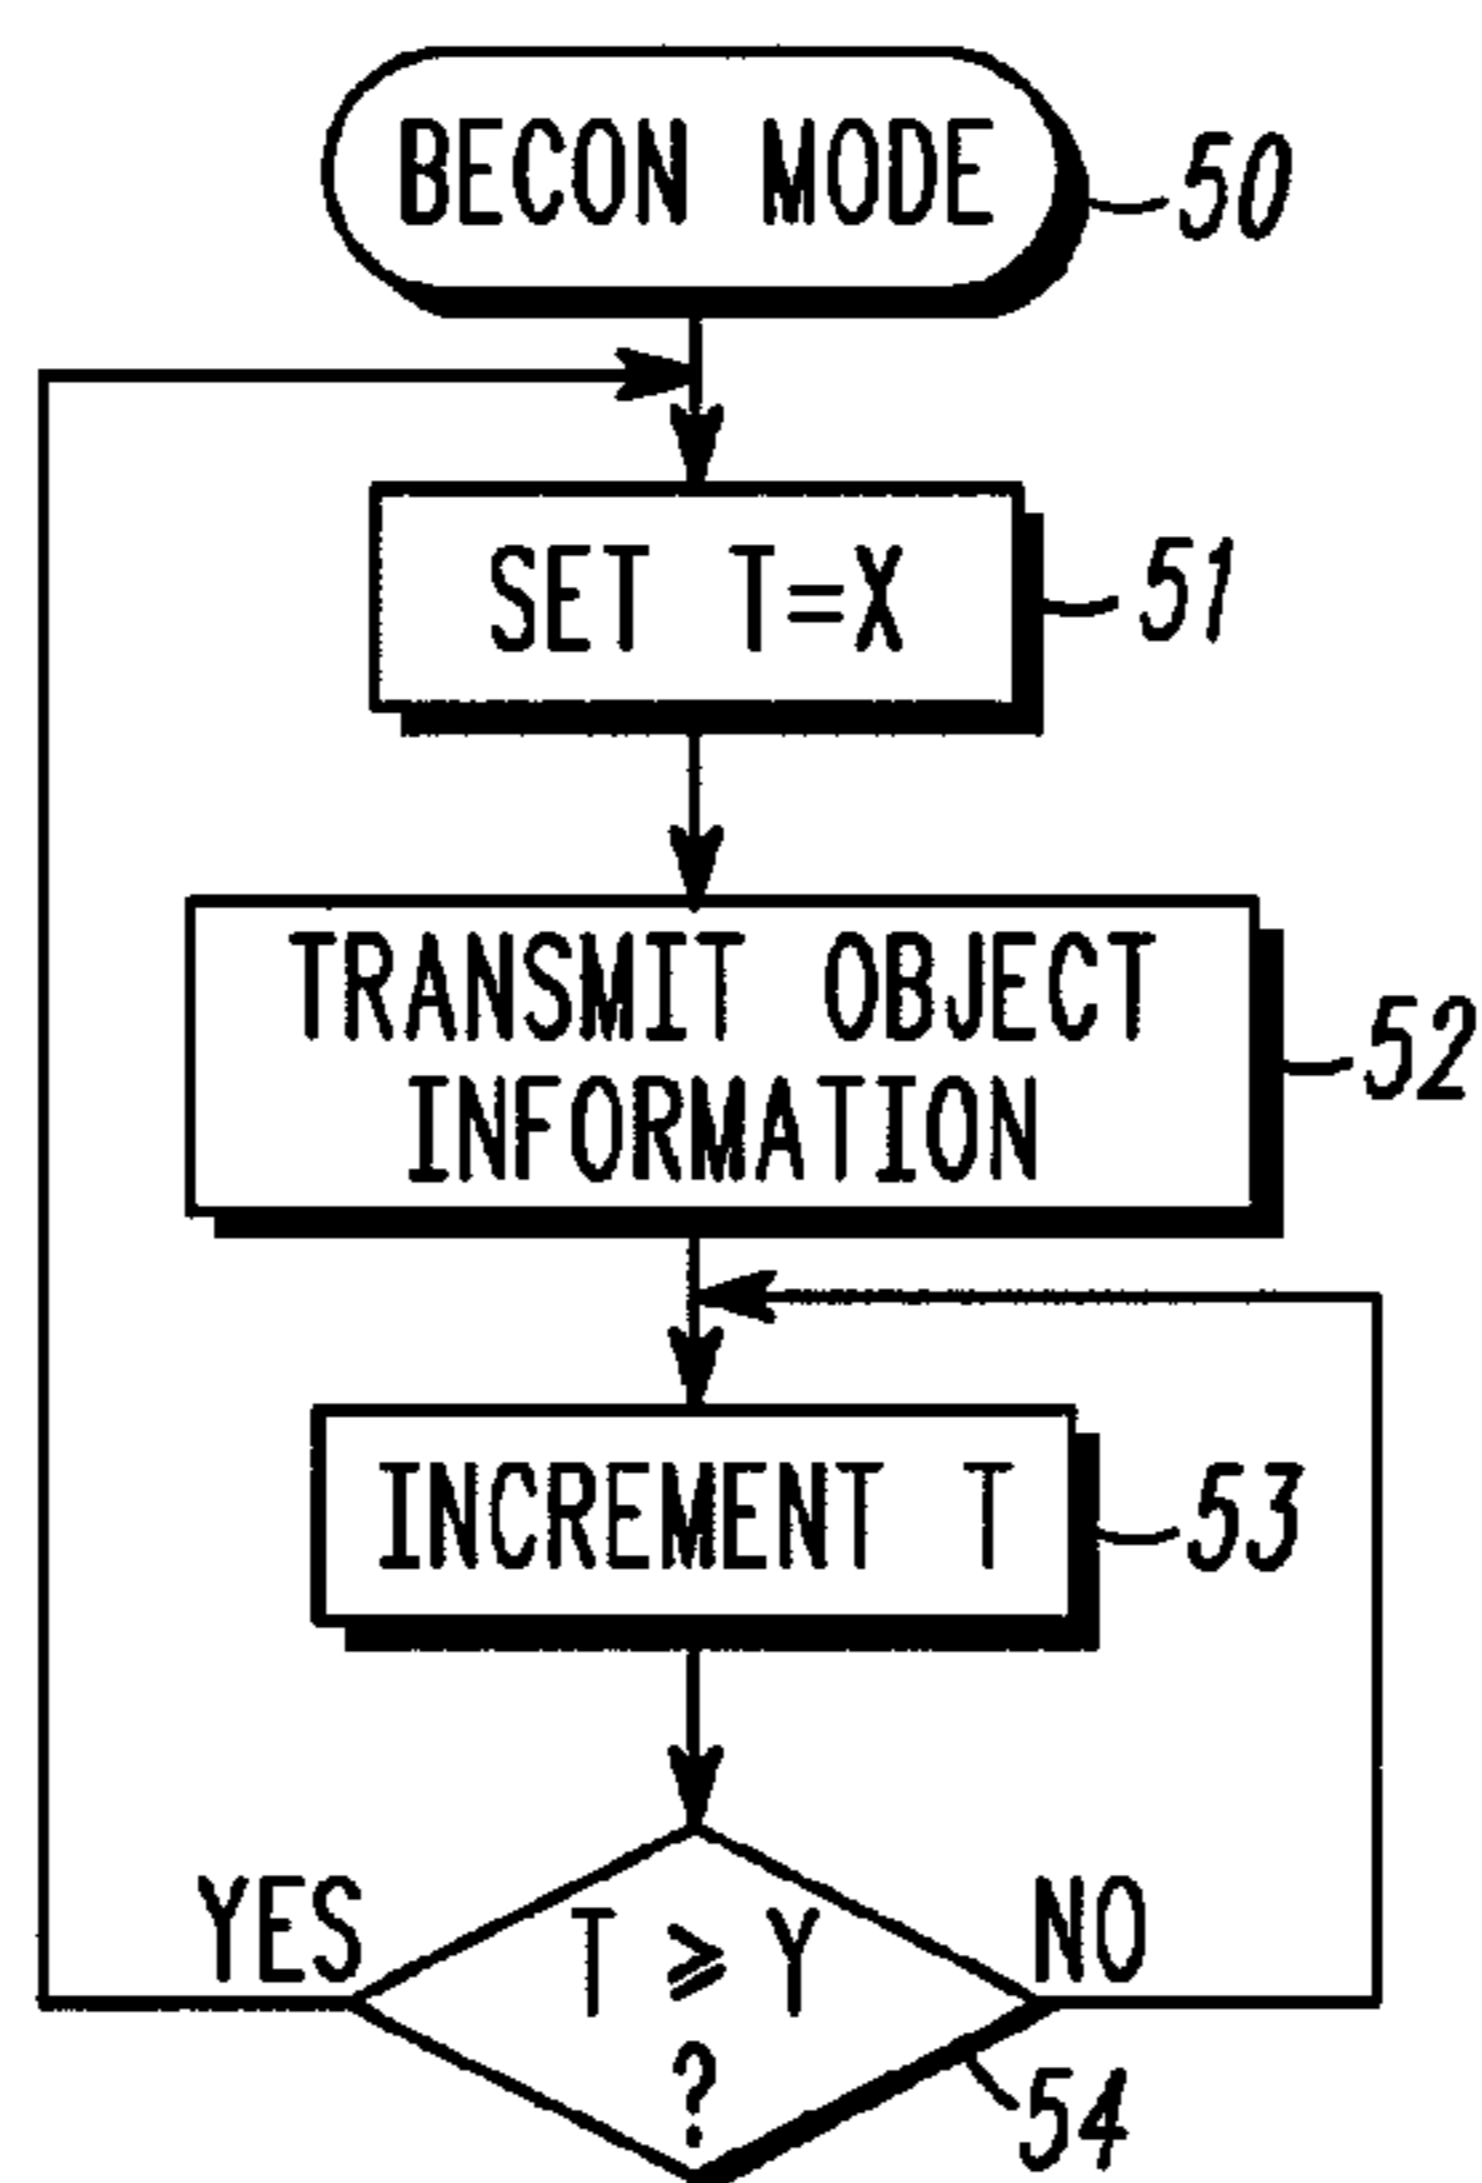 BECON MODE
50
SET T=X
51
TRANSMIT OBJECT
INFORMATION
52
INCREMENT T
53
YES
T ⩾ Y
?
NO
54